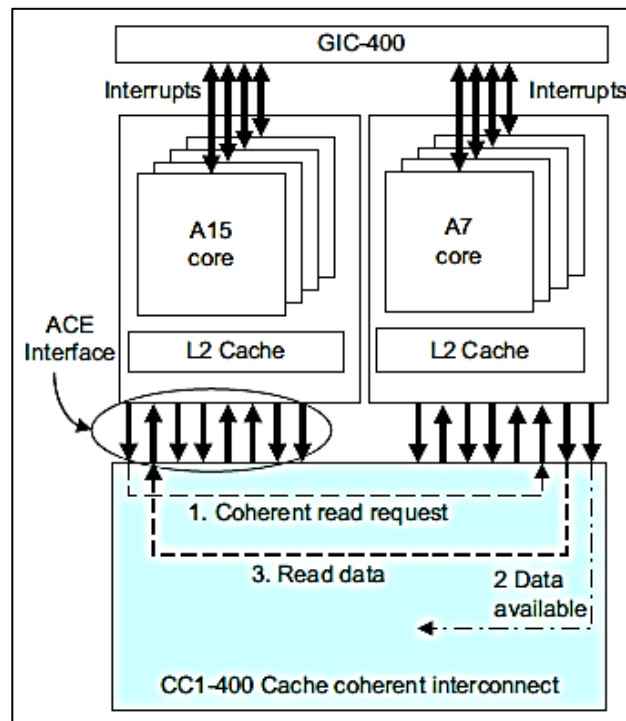 GIC-400
Interrupts
Interrupts
A15
core
A7
core
ACE
Interface
L2 Cache
L2 Cache
1. Coherent read request
3. Read data
2 Data
available
CC1-400 Cache coherent interconnect